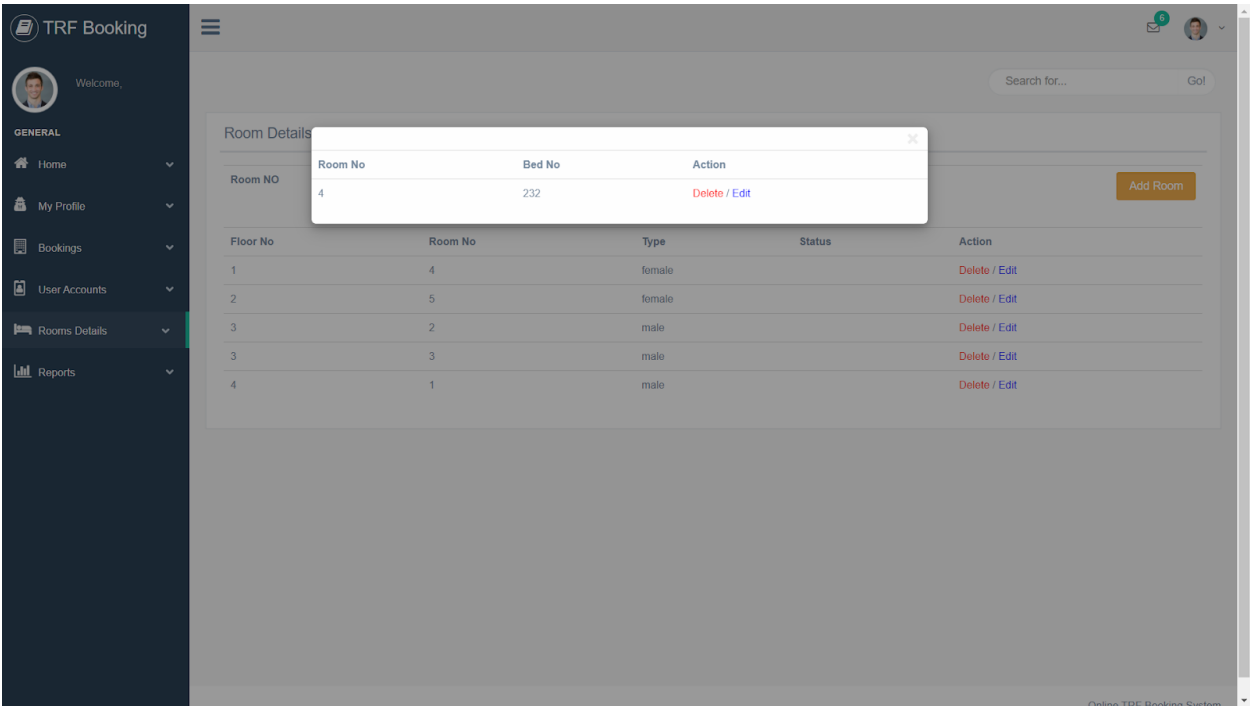 TRF Booking
6
Welcome,
Search for... Go!
GENERAL
Home
My Profile
Bookings
User Accounts
Rooms Details
Reports
Room Details
Room No Bed No Action
4 232 Delete / Edit
Room NO
Add Room
Floor No Room No Type Status Action
1 4 female Delete / Edit
2 5 female Delete / Edit
3 2 male Delete / Edit
3 3 male Delete / Edit
4 1 male Delete / Edit
Online TRF Booking System